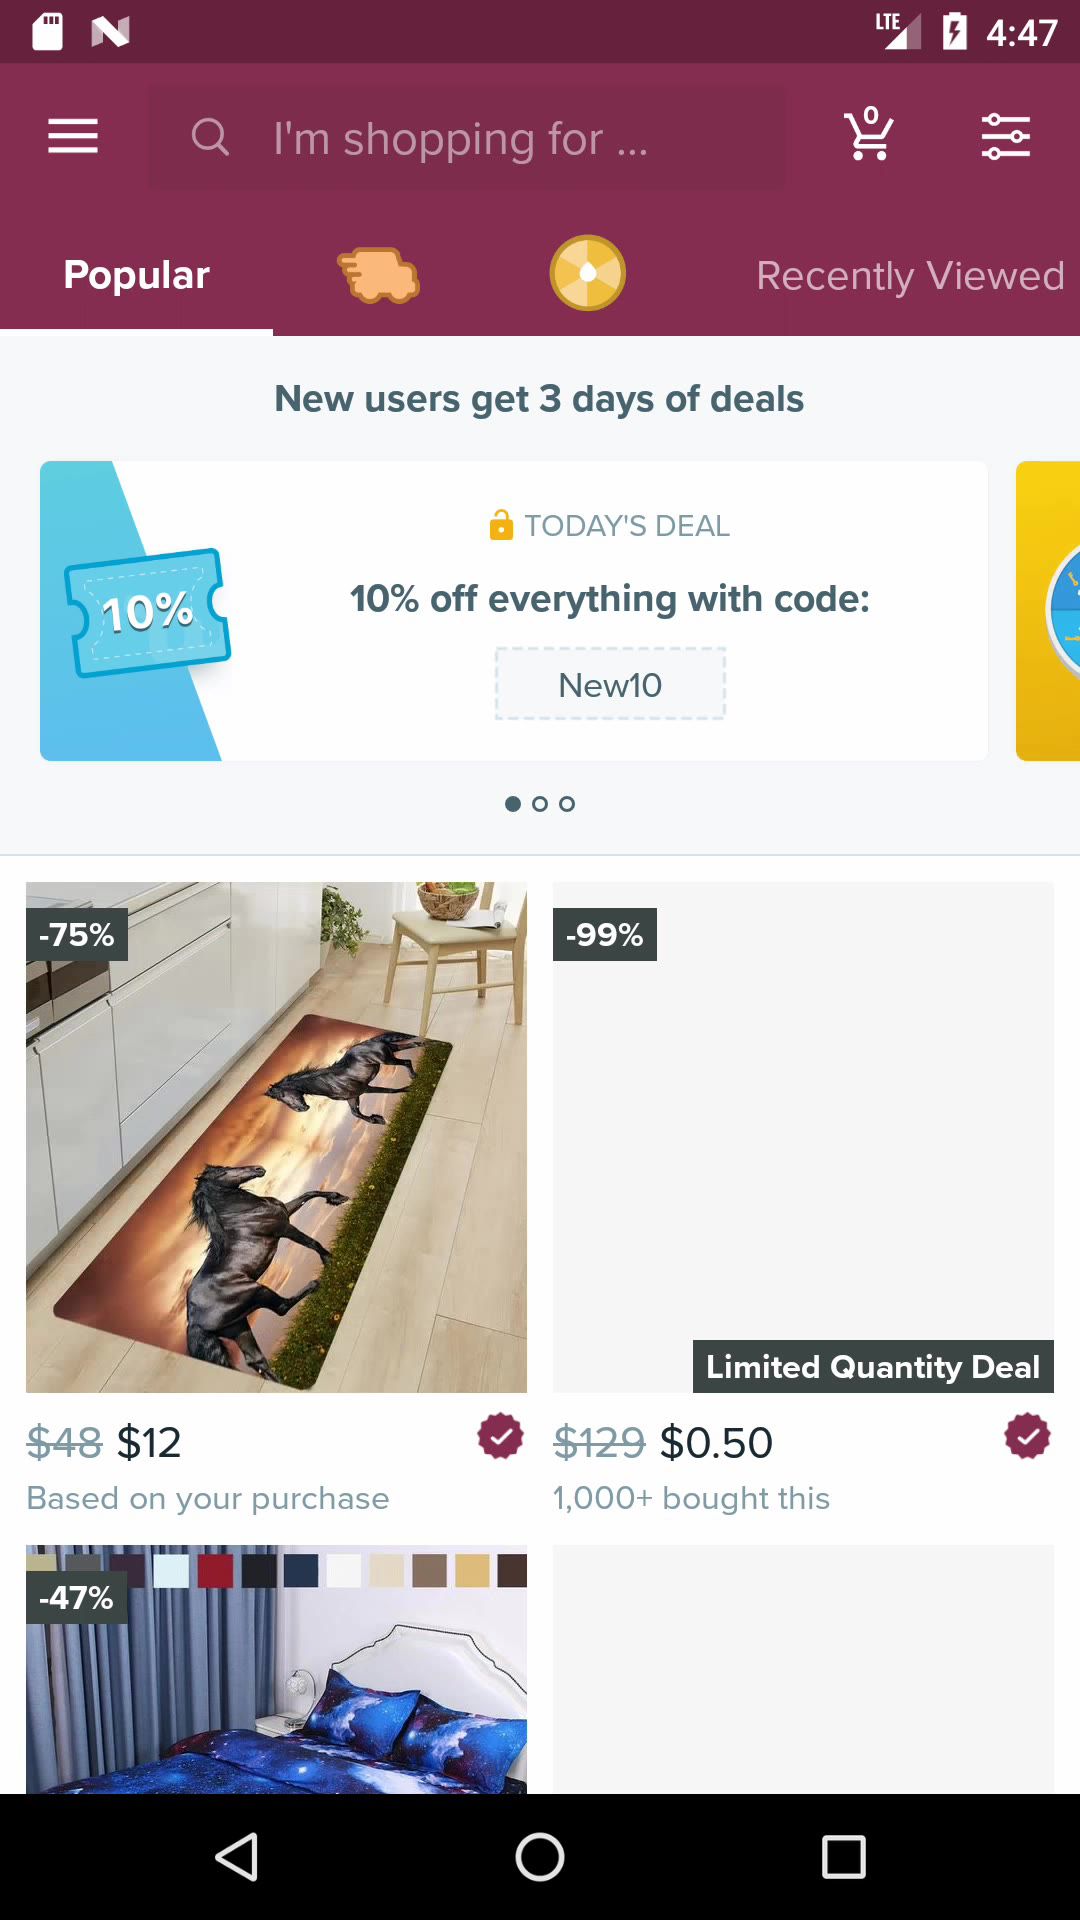 LTE 4:47
I'm shopping for ...
0
Popular
Recently Viewed
New users get 3 days of deals
10%
TODAY'S DEAL
10% off everything with code:
New10
-75%
-99%
Limited Quantity Deal
$48 $12
$129 $0.50
Based on your purchase
1,000+ bought this
-47%